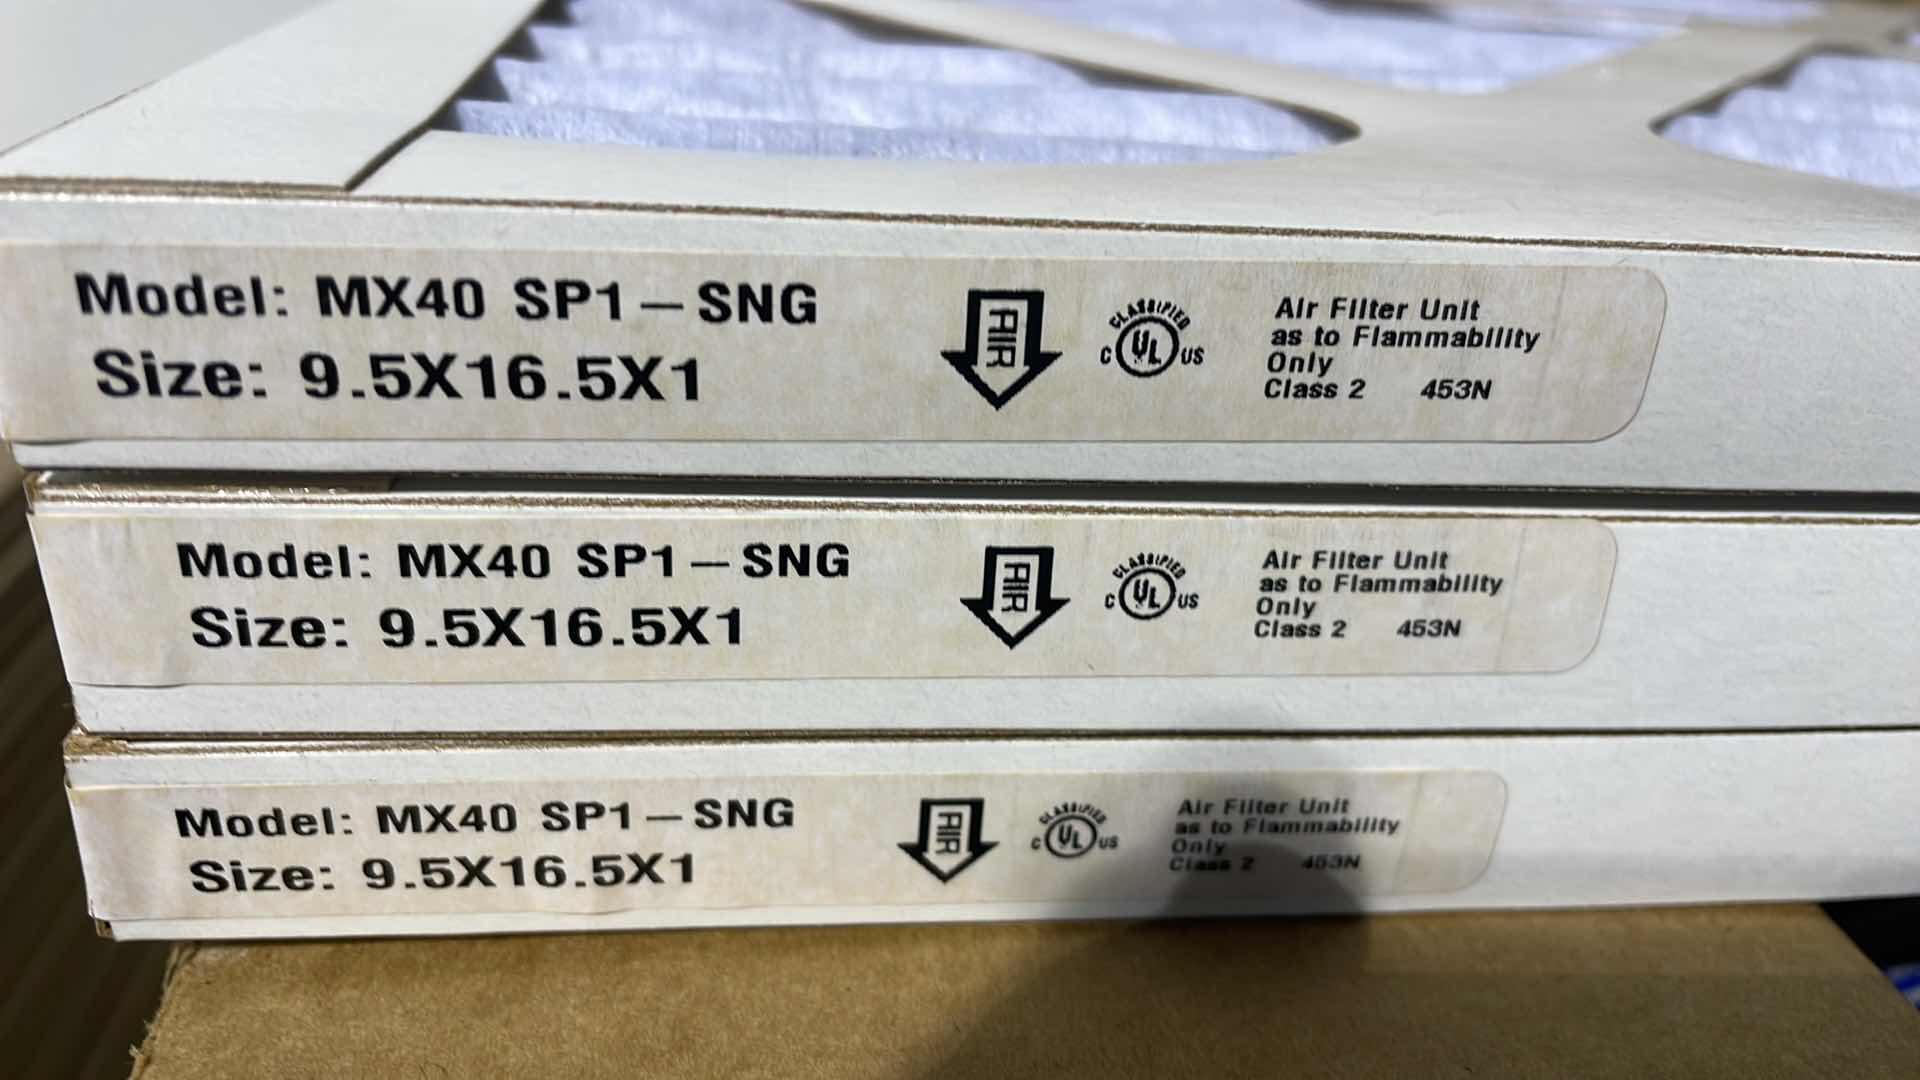 Model: MX40 SP1-SNG
Size: 9.5X16.5X1
AIR
CLASSIFIED
C UL US
Air Filter Unit
as to Flammability
Only
Class 2 453N
Model: MX40 SP1-SNG
Size: 9.5X16.5X1
AIR
CLASSIFIED
C UL US
Air Filter Unit
as to Flammability
Only
Class 2 453N
Model: MX40 SP1-SNG
Size: 9.5X16.5X1
AIR
CLASSIFIED
C UL US
Air Filter Unit
as to Flammability
Only
Class 2 453N